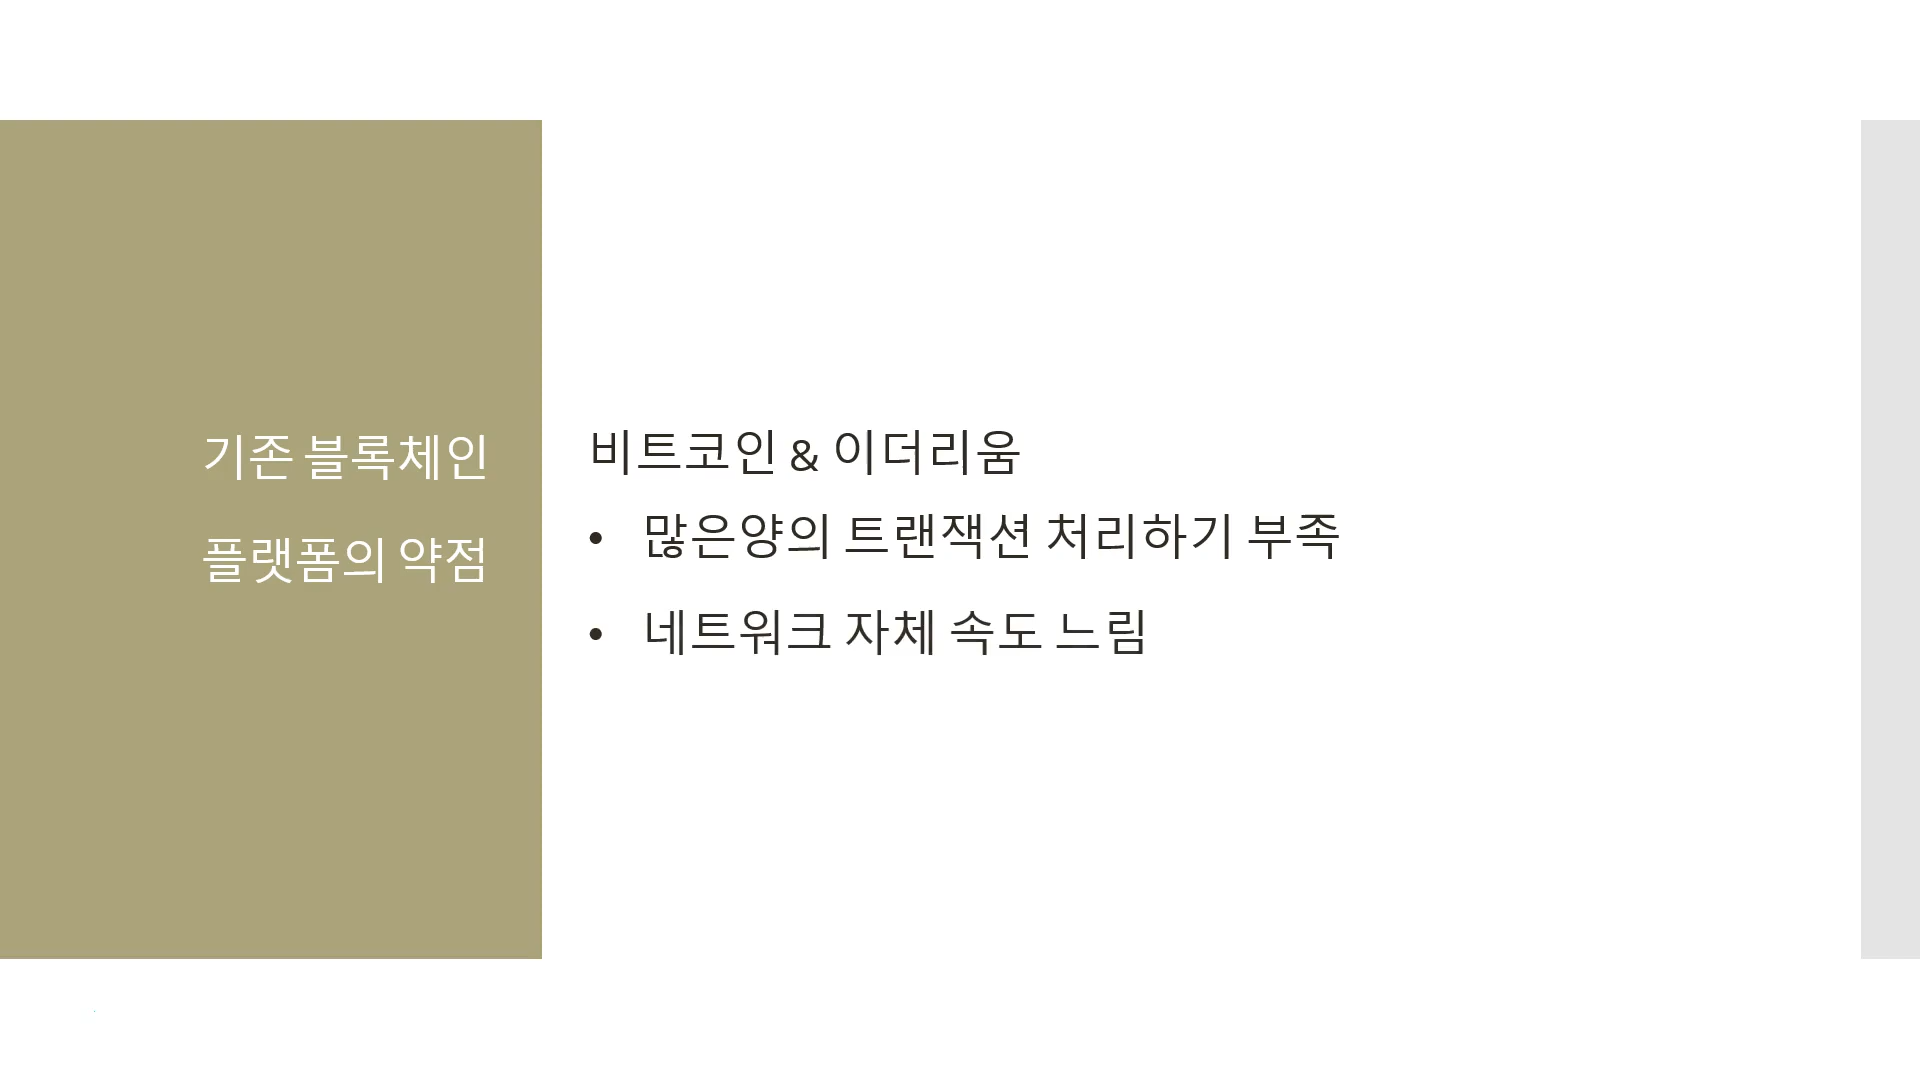 기존 블록체인
플랫폼의 약점
비트코인 & 이더리움
• 많은양의 트랜잭션 처리하기 부족
• 네트워크 자체 속도 느림